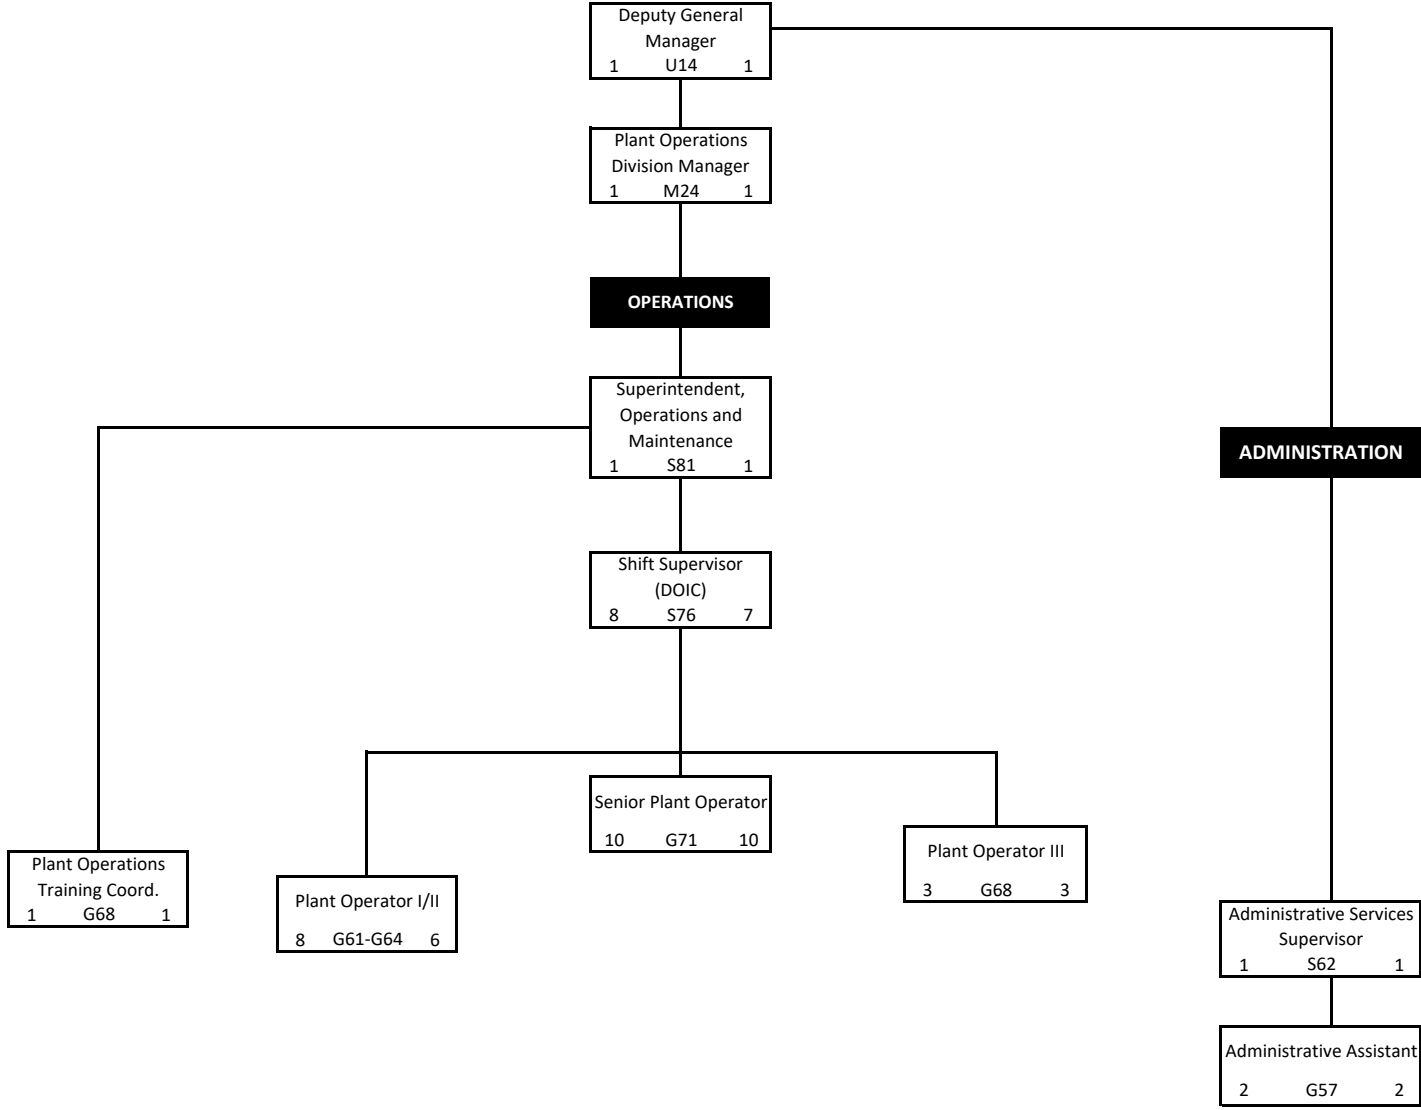 Deputy General
Manager
1 U14 1
Plant Operations
Division Manager
1 M24 1
OPERATIONS
Superintendent,
Operations and
Maintenance
1 S81 1
ADMINISTRATION
Shift Supervisor
(DOIC)
8 S76 7
Senior Plant Operator
10 G71 10
Plant Operator III
3 G68 3
Plant Operations
Training Coord.
1 G68 1
Plant Operator I/II
8 G61-G64 6
Administrative Services
Supervisor
1 S62 1
Administrative Assistant
2 G57 2